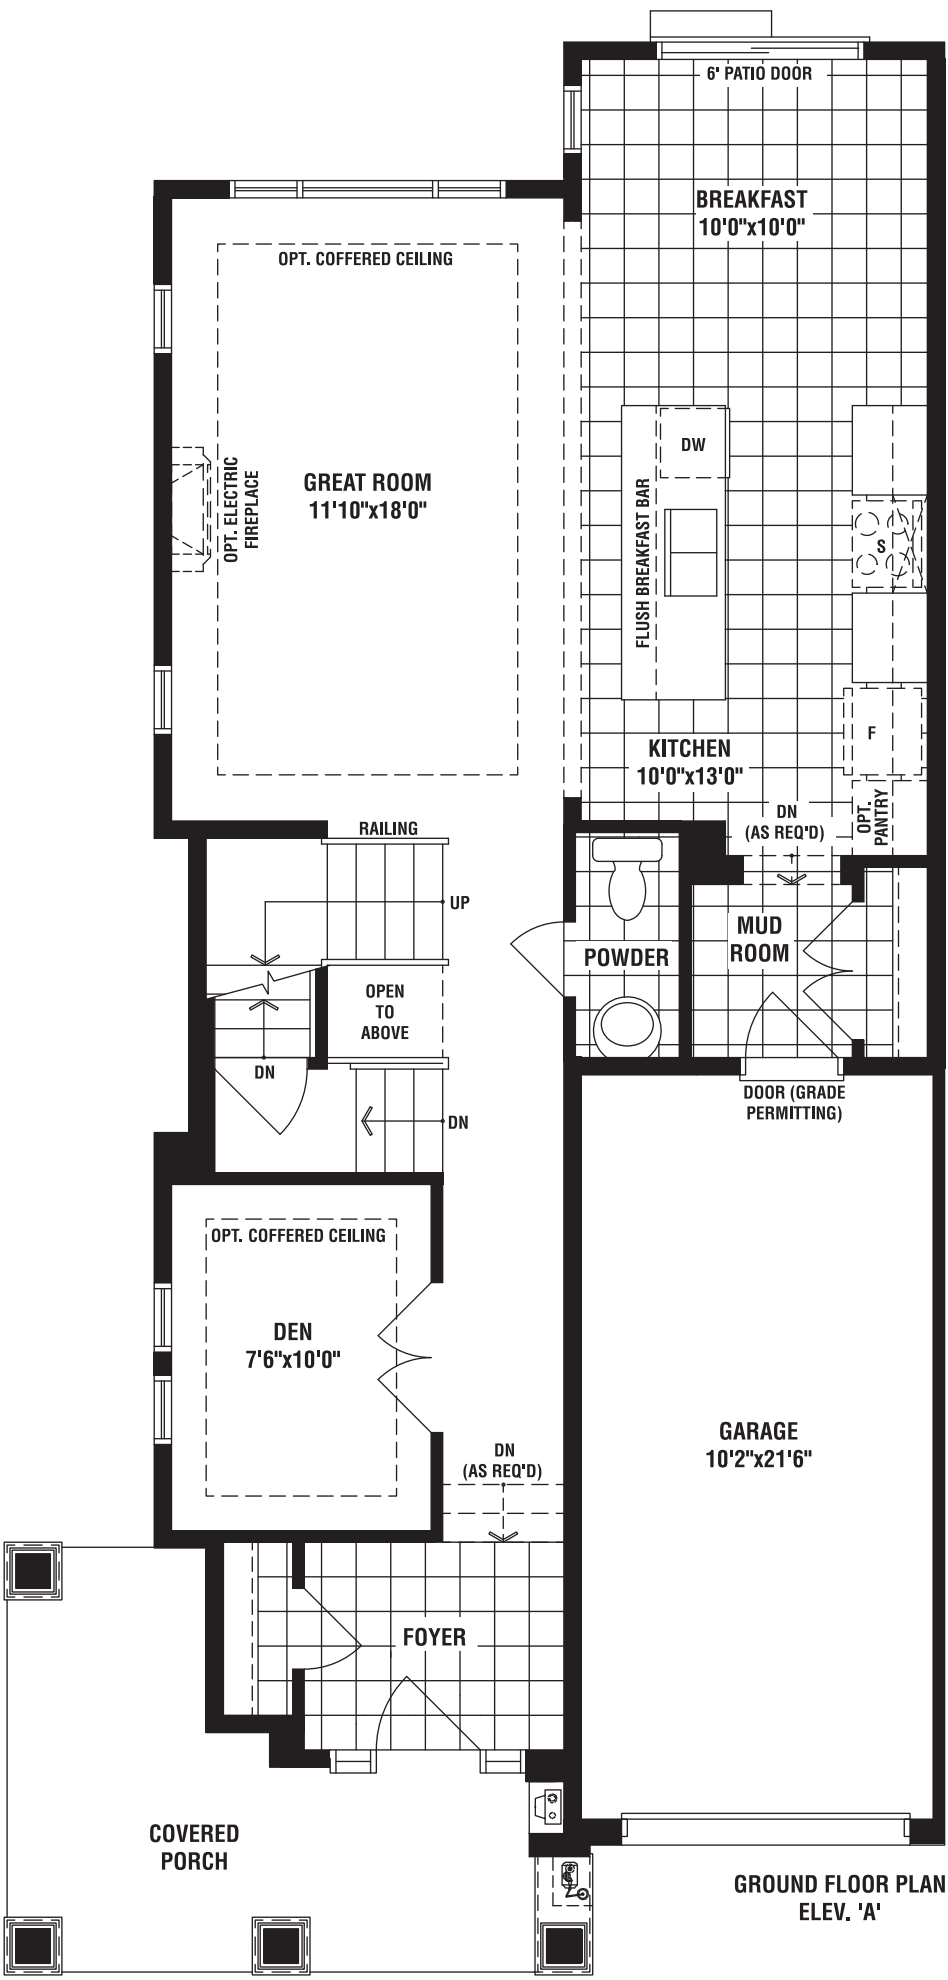 6' PATIO DOOR
BREAKFAST
10'0"x10'0"
OPT. COFFERED CEILING
GREAT ROOM
11'10"x18'0"
OPT. ELECTRIC
FIREPLACE
DW
FLUSH BREAKFAST BAR
S
F
KITCHEN
10'0"x13'0"
OPT.
PANTRY
DN
(AS REQ'D)
RAILING
UP
MUD
ROOM
POWDER
OPEN
TO
ABOVE
DN
DN
DOOR (GRADE
PERMITTING)
OPT. COFFERED CEILING
DEN
7'6"x10'0"
GARAGE
10'2"x21'6"
DN
(AS REQ'D)
FOYER
COVERED
PORCH
GROUND FLOOR PLAN
ELEV. 'A'